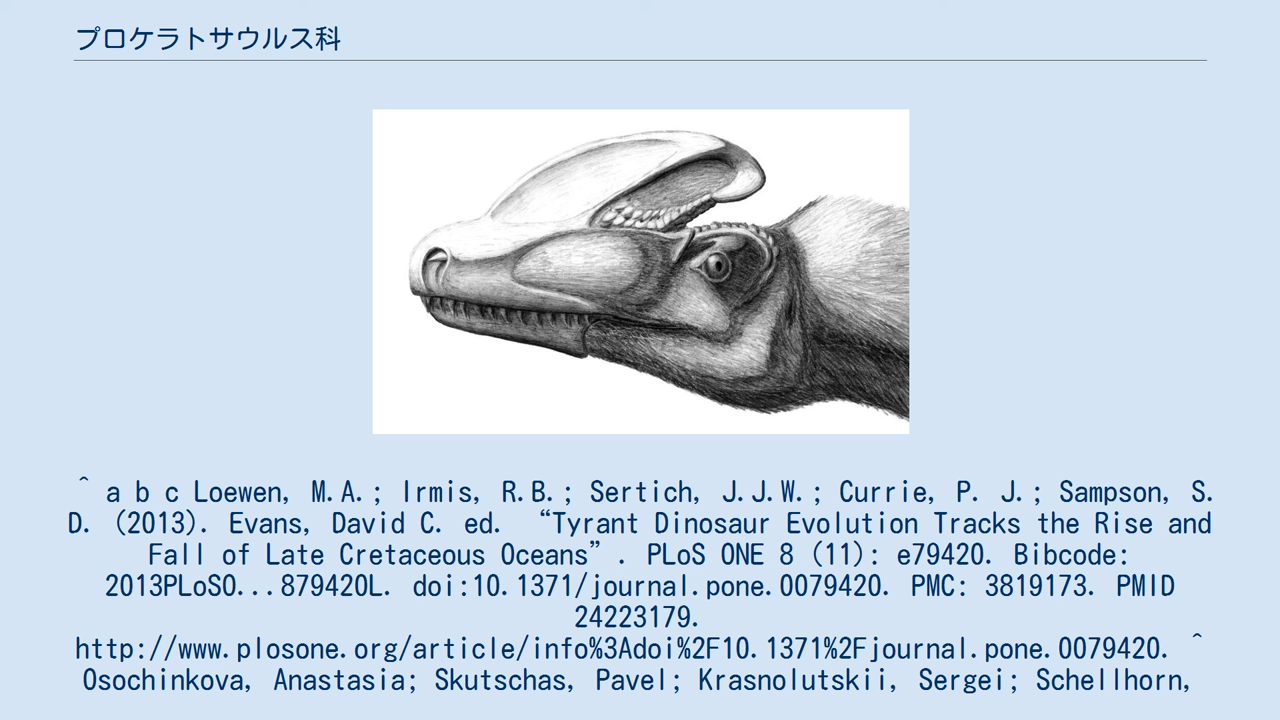 プロケラトサウルス科
^ a b c Loewen, M.A.; Irmis, R.B.; Sertich, J.J.W.; Currie, P. J.; Sampson, S.
D. (2013). Evans, David C. ed. “Tyrant Dinosaur Evolution Tracks the Rise and
Fall of Late Cretaceous Oceans”. PLoS ONE 8 (11): e79420. Bibcode:
2013PLoSO...879420L. doi:10.1371/journal.pone.0079420. PMC: 3819173. PMID
24223179.
http://www.plosone.org/article/info%3Adoi%2F10.1371%2Fjournal.pone.0079420. ^
Osochinkova, Anastasia; Skutschas, Pavel; Krasnolutskii, Sergei; Schellhorn,